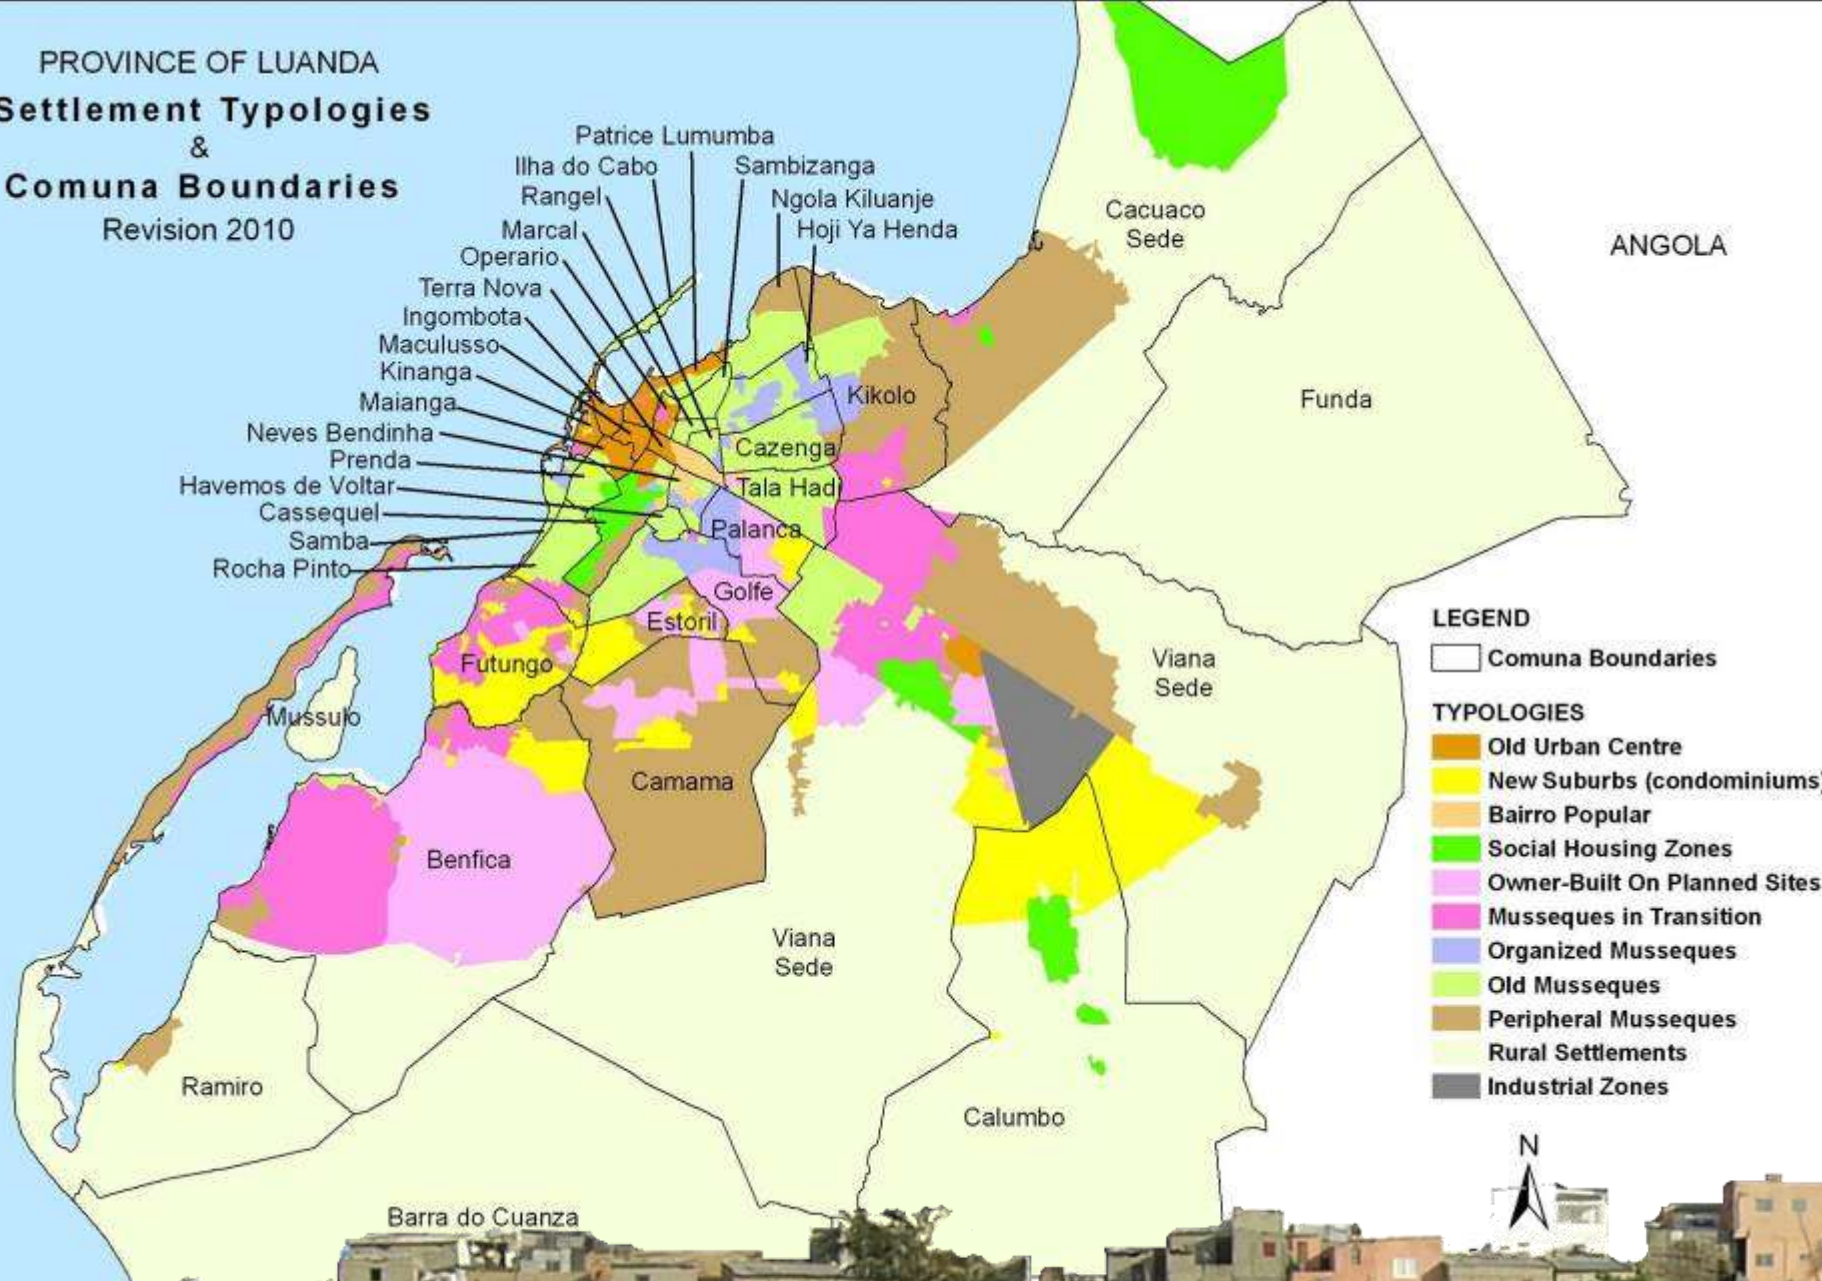 PROVINCE OF LUANDA
Settlement Typologies
&
Comuna Boundaries
Revision 2010
Patrice Lumumba
Ilha do Cabo
Sambizanga
Rangel
Ngola Kiluanje
Marcal
Hoji Ya Henda
Operario
Terra Nova
Ingombota
Maculusso
Kinanga
Maianga
Neves Bendinha
Prenda
Havemos de Voltar
Cassequel
Samba
Rocha Pinto
Cacuaco
Sede
ANGOLA
Kikolo
Funda
Cazenga
Tala Hadi
Palanca
Golfe
Estoril
Futungo
Viana
Sede
Mussulo
Camama
Benfica
Viana
Sede
Ramiro
Calumbo
Barra do Cuanza
LEGEND
Comuna Boundaries
TYPOLOGIES
Old Urban Centre
New Suburbs (condominiums)
Bairro Popular
Social Housing Zones
Owner-Built On Planned Sites
Musseques in Transition
Organized Musseques
Old Musseques
Peripheral Musseques
Rural Settlements
Industrial Zones
N